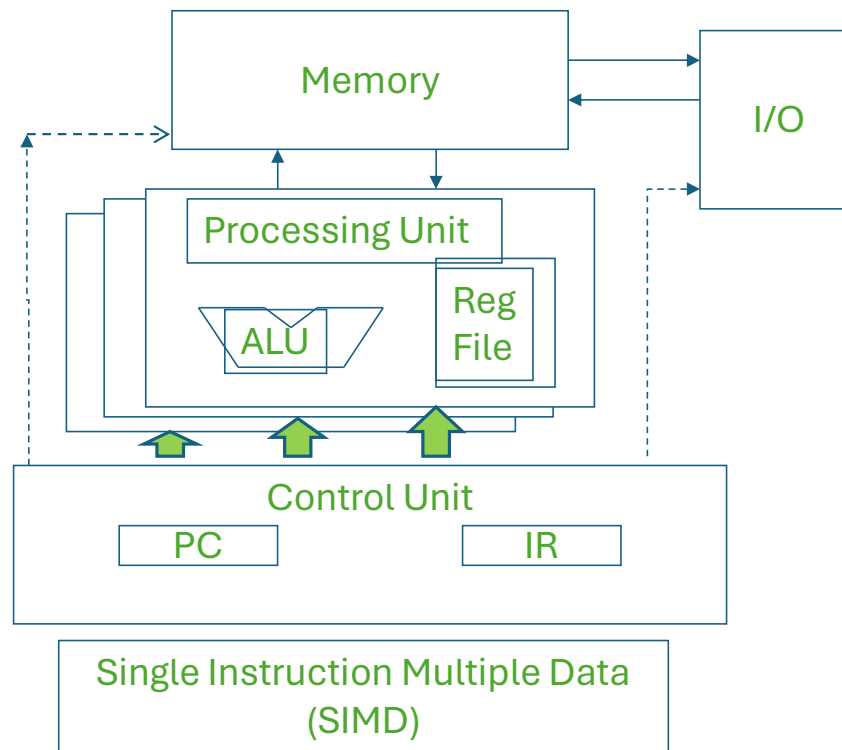 Memory
I/O
Processing Unit
Reg
File
ALU
Control Unit
PC
IR
Single Instruction Multiple Data
(SIMD)